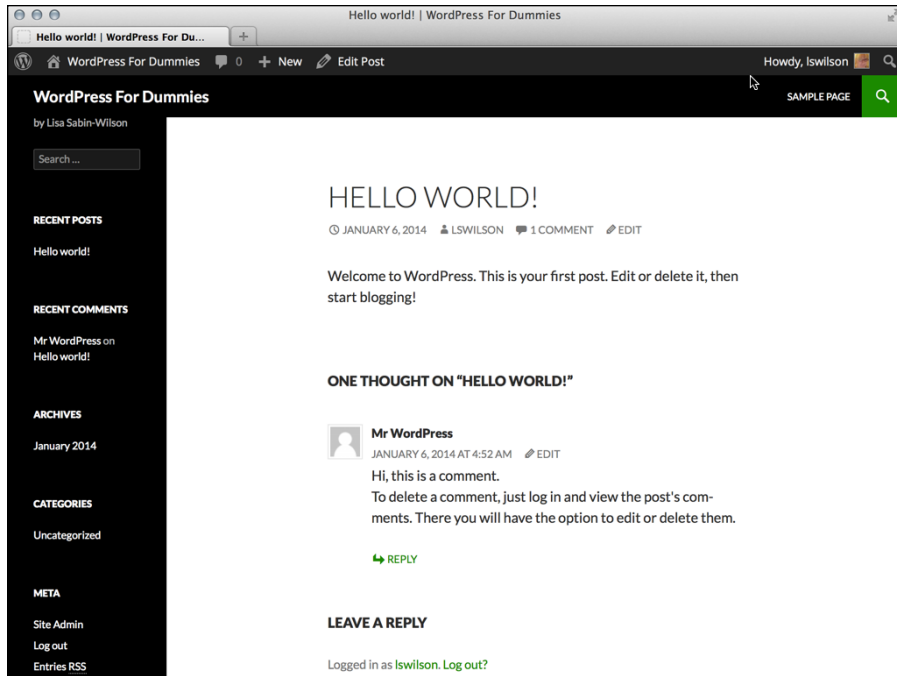 Hello world! | WordPress For Dummies
Hello world! | WordPress For Du...
WordPress For Dummies 0 + New Edit Post Howdy, lswilson
WordPress For Dummies SAMPLE PAGE
by Lisa Sabin-Wilson
Search ...
RECENT POSTS
Hello world!
RECENT COMMENTS
Mr WordPress on
Hello world!
ARCHIVES
January 2014
CATEGORIES
Uncategorized
META
Site Admin
Log out
Entries RSS
HELLO WORLD!
JANUARY 6, 2014 LSWILSON 1 COMMENT EDIT
Welcome to WordPress. This is your first post. Edit or delete it, then
start blogging!
ONE THOUGHT ON “HELLO WORLD!”
Mr WordPress
JANUARY 6, 2014 AT 4:52 AM EDIT
Hi, this is a comment.
To delete a comment, just log in and view the post's com-
ments. There you will have the option to edit or delete them.
REPLY
LEAVE A REPLY
Logged in as lswilson. Log out?